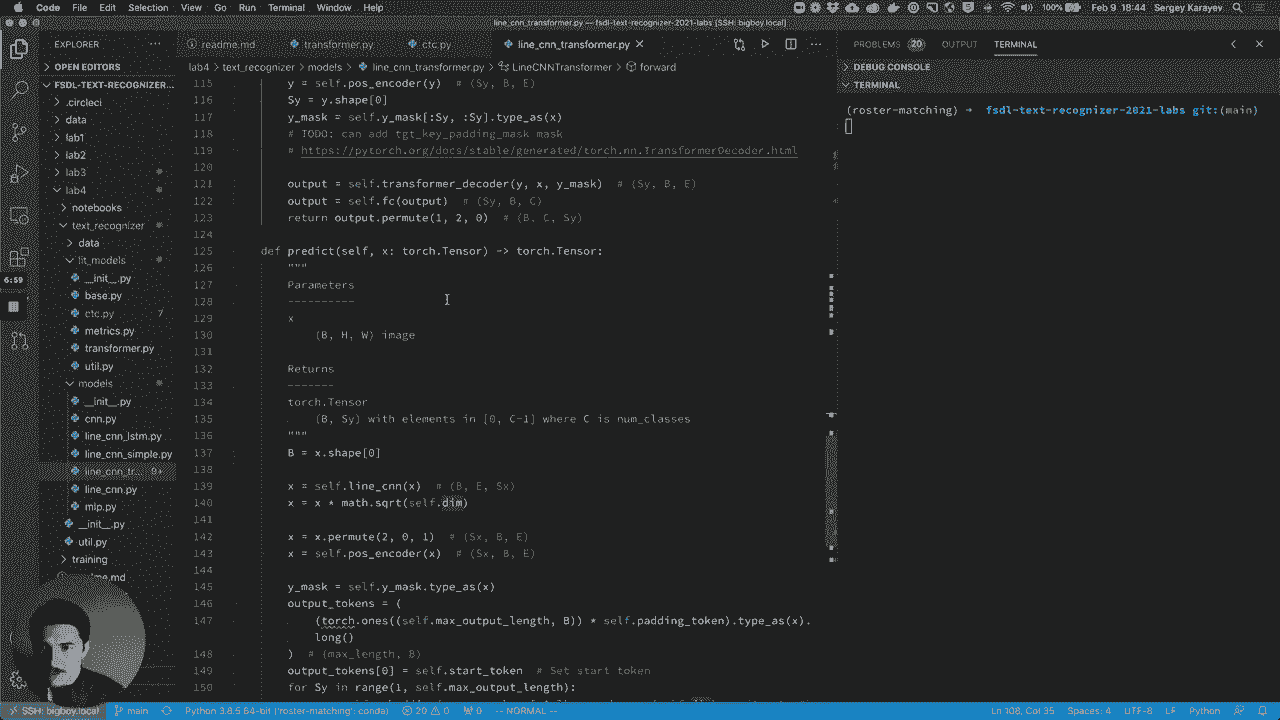 Code File Edit Selection View Go Run Terminal Window Help 100% Feb 9 18:44 Sergey Karayev
line_cnn_transformer.py — fsdl-text-recognizer-2021-labs [SSH: bigboy.local]
EXPLORER
OPEN EDITORS
FSDL-TEXT-RECOGNIZER...
.circleci
data
lab1
lab2
lab3
lab4
notebooks
text_recognizer
data
lit_models
__init__.py
base.py
ctc.py 7
metrics.py
transformer.py
util.py
models
__init__.py
cnn.py
line_cnn_lstm.py
line_cnn_simple.py
line_cnn_tr... 9+
line_cnn.py
mlp.py
__init__.py
util.py
training
6:59
readme.md transformer.py ctc.py line_cnn_transformer.py
lab4 > text_recognizer > models > line_cnn_transformer.py > LineCNNTransformer > forward
115 y = self.pos_encoder(y) # (Sy, B, E)
116 Sy = y.shape[0]
117 y_mask = self.y_mask[:Sy, :Sy].type_as(x)
118 # TODO: can add tgt_key_padding_mask mask
119 # https://pytorch.org/docs/stable/generated/torch.nn.TransformerDecoder.html
120
121 output = self.transformer_decoder(y, x, y_mask) # (Sy, B, E)
122 output = self.fc(output) # (Sy, B, C)
123 return output.permute(1, 2, 0) # (B, C, Sy)
124
125 def predict(self, x: torch.Tensor) -> torch.Tensor:
126 """
127 Parameters
128 ----------
129 x
130 (B, H, W) image
131
132 Returns
133 -------
134 torch.Tensor
135 (B, Sy) with elements in [0, C-1] where C is num_classes
136 """
137 B = x.shape[0]
138
139 x = self.line_cnn(x) # (B, E, Sx)
140 x = x * math.sqrt(self.dim)
141
142 x = x.permute(2, 0, 1) # (Sx, B, E)
143 x = self.pos_encoder(x) # (Sx, B, E)
144
145 y_mask = self.y_mask.type_as(x)
146 output_tokens = (
147 (torch.ones((self.max_output_length, B)) * self.padding_token).type_as(x).
long()
148 ) # (max_length, B)
149 output_tokens[0] = self.start_token # Set start token
150 for Sy in range(1, self.max_output_length):
PROBLEMS 20 OUTPUT TERMINAL
DEBUG CONSOLE
TERMINAL
(roster-matching) → fsdl-text-recognizer-2021-labs git:(main)
SSH: bigboy.local main Python 3.8.5 64-bit ('roster-matching': conda) 20 0 0 -- NORMAL -- Ln 108, Col 35 Spaces: 4 UTF-8 LF Python